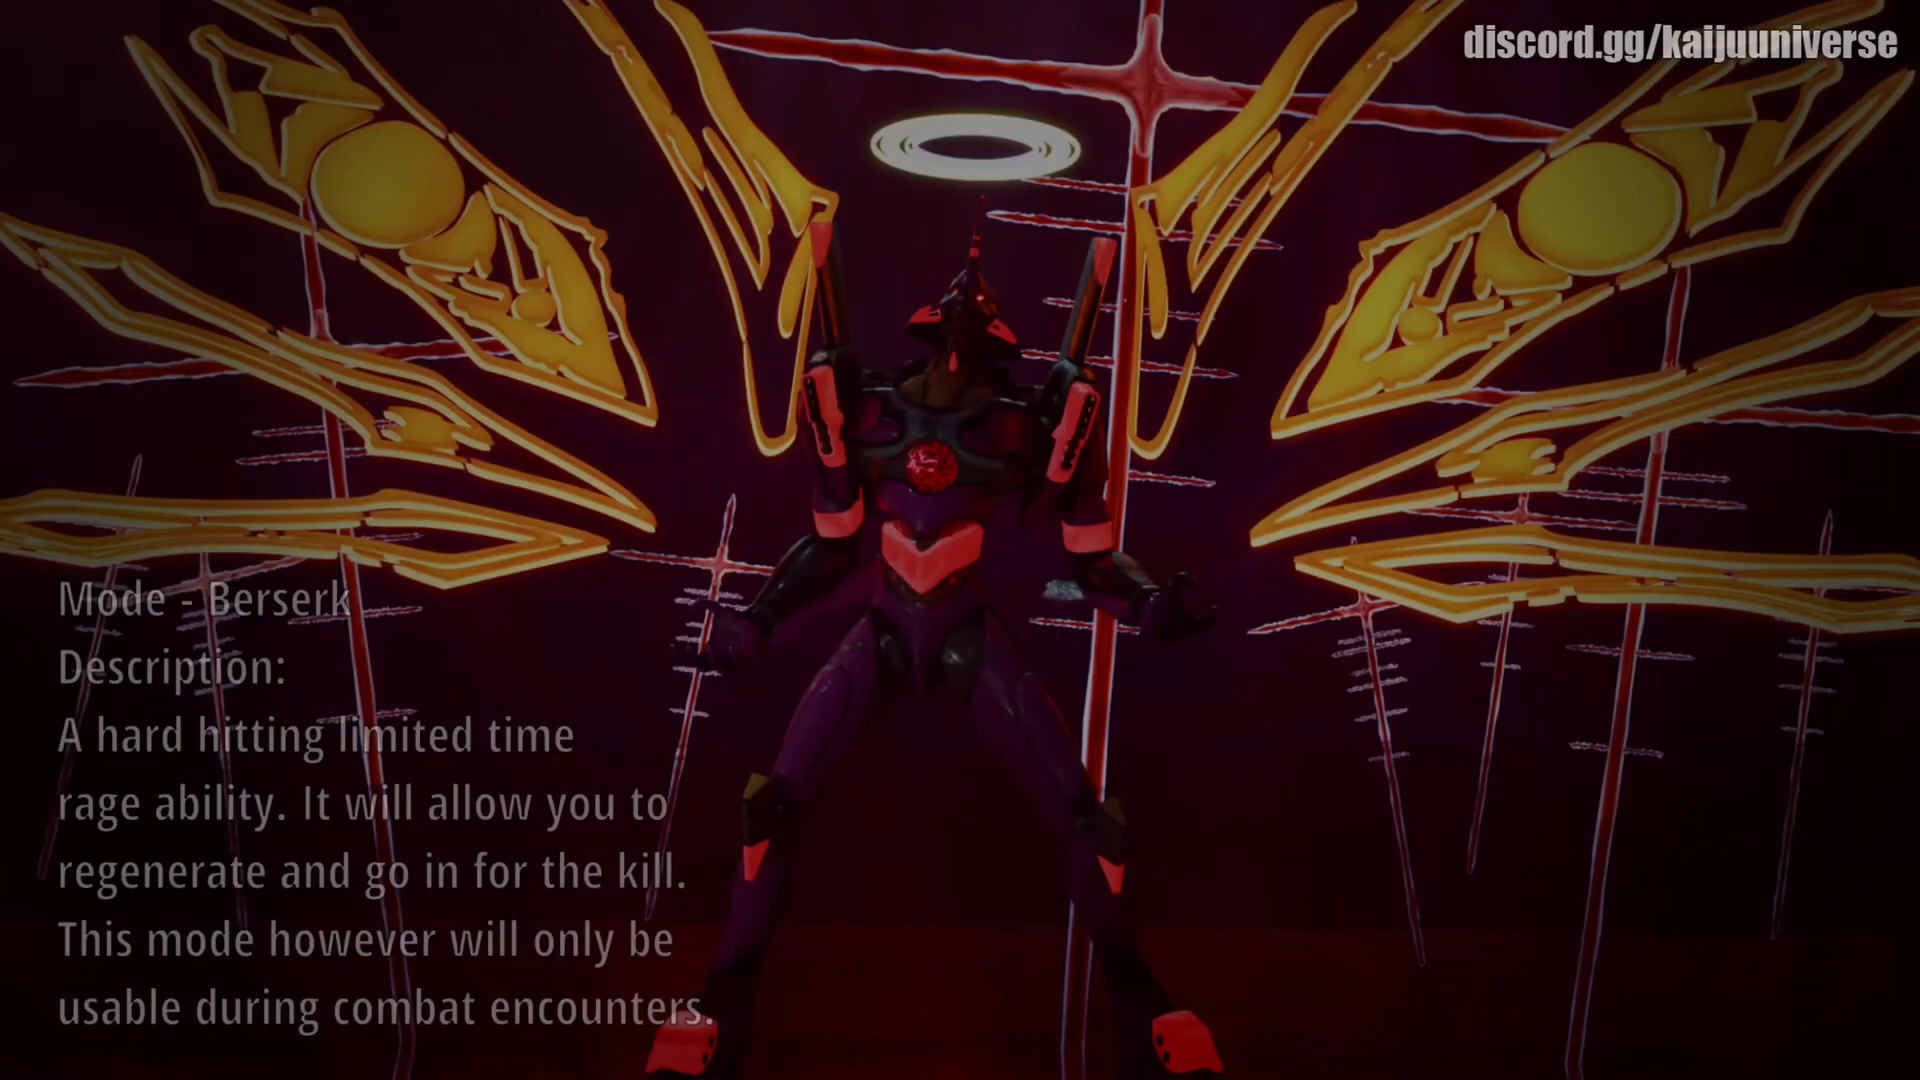 discord.gg/kaijuuniverse
Mode - Berserk
Description:
A hard hitting limited time
rage ability. It will allow you to
regenerate and go in for the kill.
This mode however will only be
usable during combat encounters.